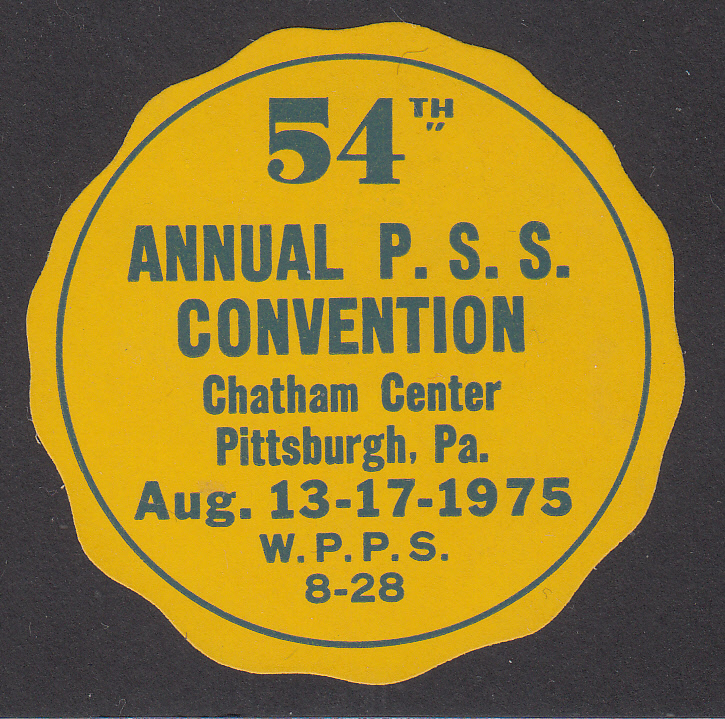 54TH"
ANNUAL P. S. S.
CONVENTION
Chatham Center
Pittsburgh, Pa.
Aug. 13-17-1975
W. P. P. S.
8-28